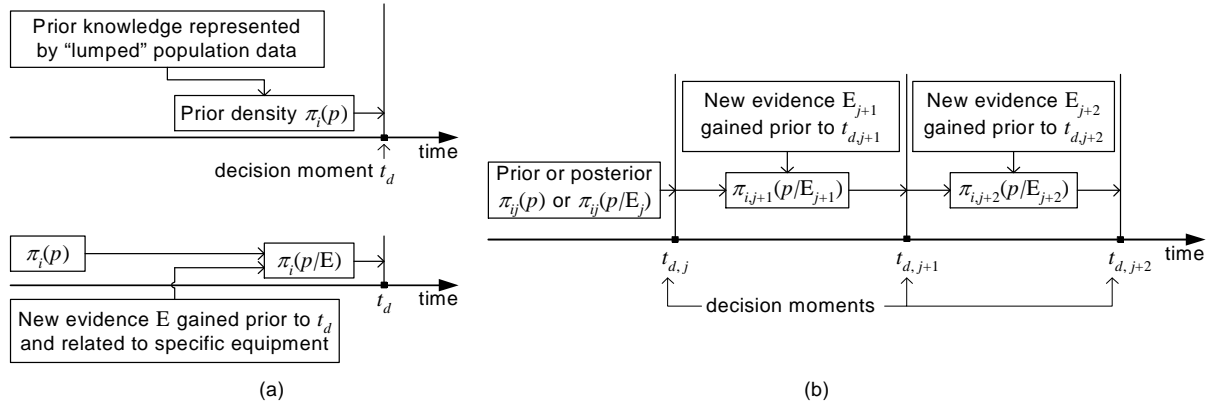 Prior knowledge represented
by “lumped” population data
Prior density π_i(p)
time
decision moment t_d
π_i(p)
π_i(p/E)
t_d
time
New evidence E gained prior to t_d
and related to specific equipment
(a)
New evidence E_{j+1}
gained prior to t_{d,j+1}
New evidence E_{j+2}
gained prior to t_{d,j+2}
Prior or posterior
π_{ij}(p) or π_{ij}(p/E_j)
π_{i,j+1}(p/E_{j+1})
π_{i,j+2}(p/E_{j+2})
t_{d,j}
t_{d,j+1}
t_{d,j+2}
time
decision moments
(b)